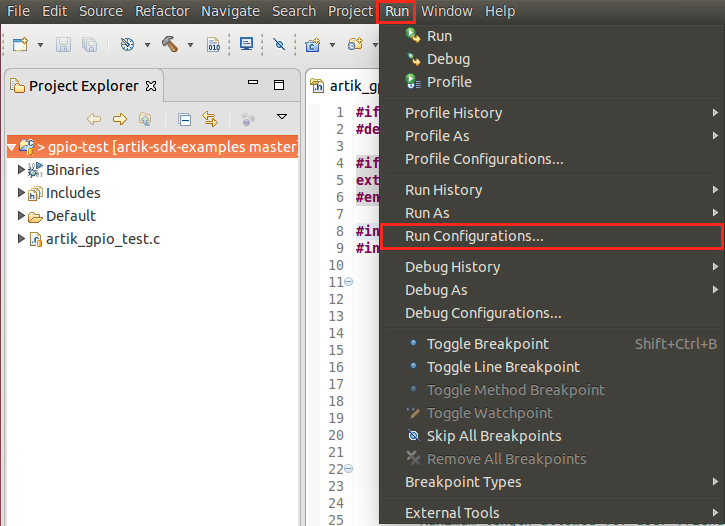 File Edit Source Refactor Navigate Search Project Run Window Help
010
Project Explorer
> gpio-test [artik-sdk-examples master
Binaries
Includes
Default
artik_gpio_test.c
artik_g
1 #if
2 #de
3
4 #if
5 ext
6 #en
7
8 #in
9 #in
10
11
12
13
14
15
16
17
18
19
20
21
22
23
24
25
Run
Debug
Profile
Profile History
Profile As
Profile Configurations...
Run History
Run As
Run Configurations...
Debug History
Debug As
Debug Configurations...
Toggle Breakpoint Shift+Ctrl+B
Toggle Line Breakpoint
Toggle Method Breakpoint
Toggle Watchpoint
Skip All Breakpoints
Remove All Breakpoints
Breakpoint Types
External Tools